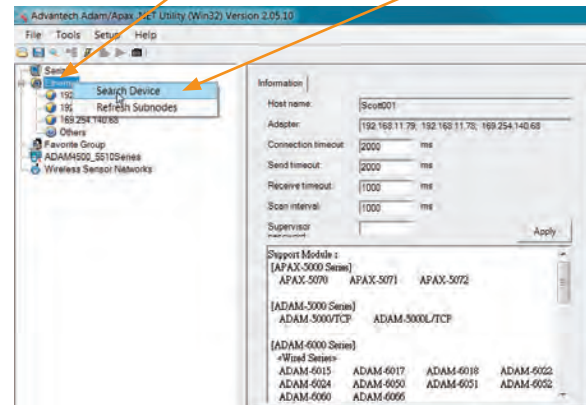 Advantech Adam/Apax .NET Utility (Win32) Version 2.05.10
File Tools Setup Help
Serial
Search Device
192
192 Refresh Subnodes
169.254.140.68
Others
Favorite Group
ADAM4500_5510Series
Wireless Sensor Networks
Information
Host name: Scott001
Adapter: 192.168.11.79; 192.168.11.78; 169.254.140.68
Connection timeout: 2000 ms
Send timeout: 2000 ms
Receive timeout: 1000 ms
Scan interval: 1000 ms
Supervisor
Apply
Support Module :
[APAX-5000 Series]
APAX-5070 APAX-5071 APAX-5072
[ADAM-5000 Series]
ADAM-5000/TCP ADAM-5000L/TCP
[ADAM-6000 Series]
<Wired Series>
ADAM-6015 ADAM-6017 ADAM-6018 ADAM-6022
ADAM-6024 ADAM-6050 ADAM-6051 ADAM-6052
ADAM-6060 ADAM-6066